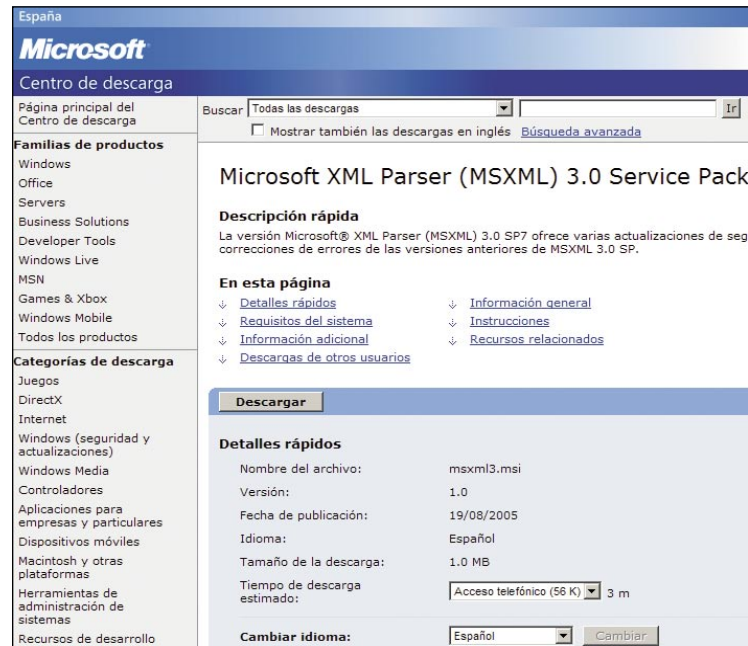 España
Microsoft
Centro de descarga
Página principal del
Centro de descarga
Buscar Todas las descargas Ir
Mostrar también las descargas en inglés Búsqueda avanzada
Familias de productos
Windows
Office
Servers
Business Solutions
Developer Tools
Windows Live
MSN
Games & Xbox
Windows Mobile
Todos los productos
Categorías de descarga
Juegos
DirectX
Internet
Windows (seguridad y
actualizaciones)
Windows Media
Controladores
Aplicaciones para
empresas y particulares
Dispositivos móviles
Macintosh y otras
plataformas
Herramientas de
administración de
sistemas
Recursos de desarrollo
Microsoft XML Parser (MSXML) 3.0 Service Pack
Descripción rápida
La versión Microsoft® XML Parser (MSXML) 3.0 SP7 ofrece varias actualizaciones de seg
correcciones de errores de las versiones anteriores de MSXML 3.0 SP.
En esta página
Detalles rápidos Información general
Requisitos del sistema Instrucciones
Información adicional Recursos relacionados
Descargas de otros usuarios
Descargar
Detalles rápidos
Nombre del archivo: msxml3.msi
Versión: 1.0
Fecha de publicación: 19/08/2005
Idioma: Español
Tamaño de la descarga: 1.0 MB
Tiempo de descarga
estimado: Acceso telefónico (56 K) 3 m
Cambiar idioma: Español Cambiar